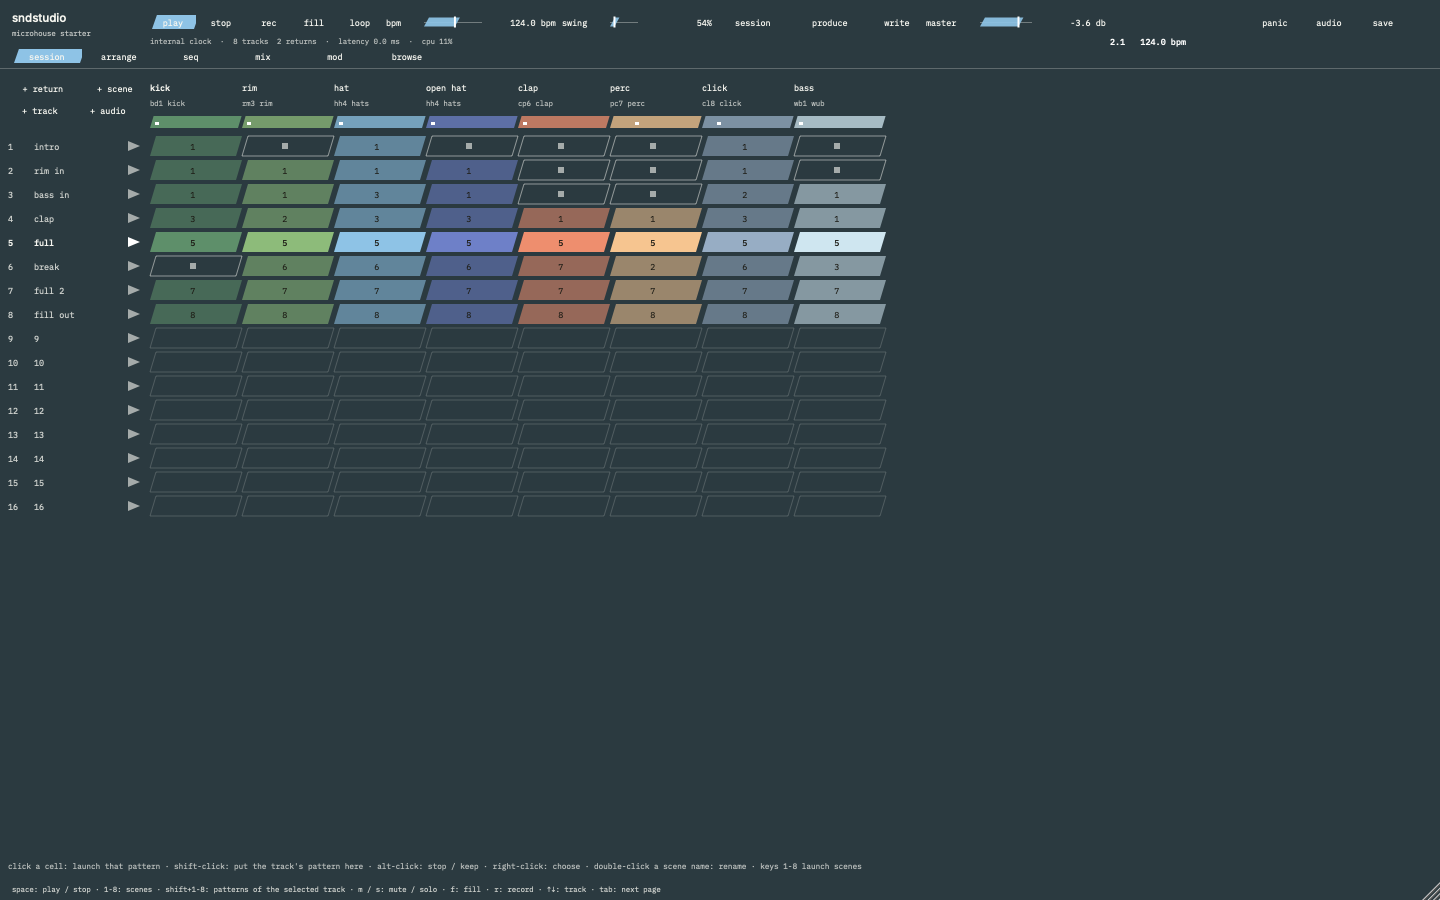 sndstudio
microhouse starter
play stop rec fill loop bpm 124.0 bpm swing 54% session produce write master -3.6 db panic audio save
internal clock · 8 tracks 2 returns · latency 0.0 ms · cpu 11% 2.1 124.0 bpm
session arrange seq mix mod browse
+ return + scene kick rim hat open hat clap perc click bass
bd1 kick rm3 rim hh4 hats hh4 hats cp6 clap pc7 perc cl8 click wb1 wub
+ track + audio
1 intro 1 1 1
2 rim in 1 1 1 1 1
3 bass in 1 1 3 1 2 1
4 clap 3 2 3 3 1 1 3 1
5 full 5 5 5 5 5 5 5 5
6 break 6 6 6 7 2 6 3
7 full 2 7 7 7 7 7 7 7 7
8 fill out 8 8 8 8 8 8 8 8
9 9
10 10
11 11
12 12
13 13
14 14
15 15
16 16
click a cell: launch that pattern · shift-click: put the track's pattern here · alt-click: stop / keep · right-click: choose · double-click a scene name: rename · keys 1-8 launch scenes
space: play / stop · 1-8: scenes · shift+1-8: patterns of the selected track · m / s: mute / solo · f: fill · r: record · ↑↓: track · tab: next page